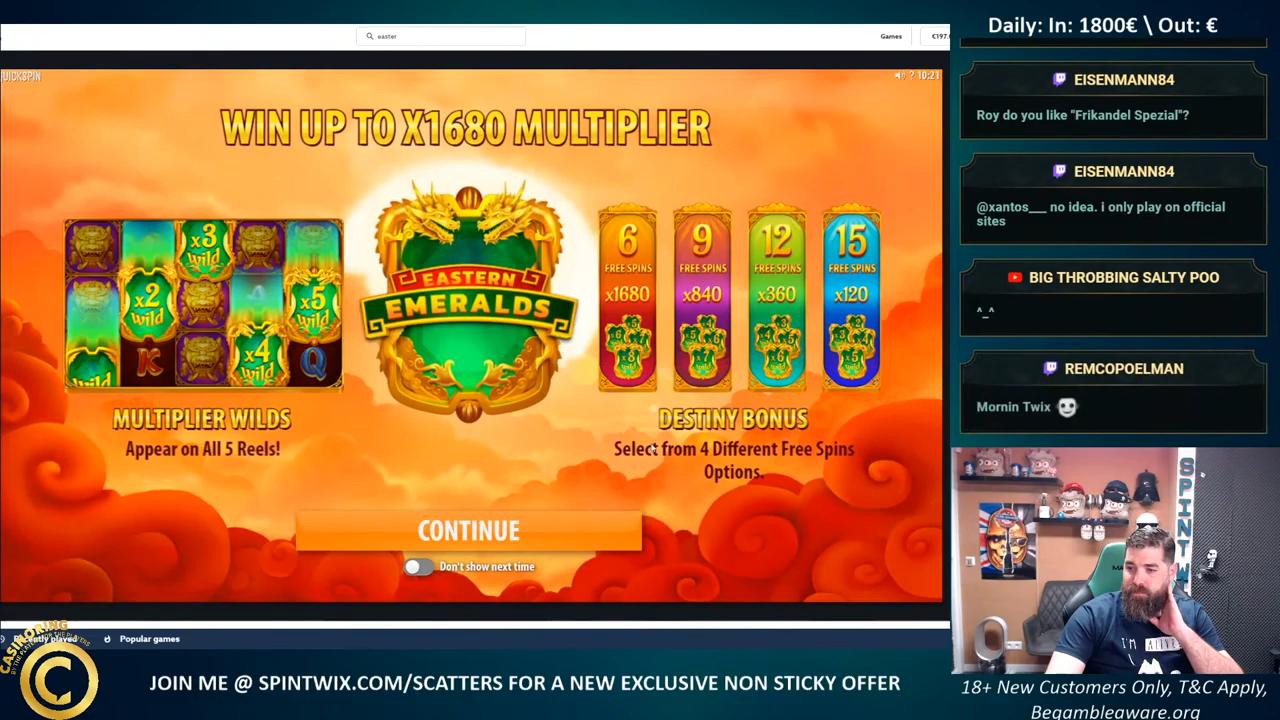 easter
Games
€197.
QUICKSPIN
? 10:21
WIN UP TO X1680 MULTIPLIER
x3
wild
x2
wild
x5
wild
x4
wild
wild
K
Q
EASTERN
EMERALDS
6
FREE SPINS
x1680
9
FREE SPINS
x840
12
FREE SPINS
x360
15
FREE SPINS
x120
MULTIPLIER WILDS
Appear on All 5 Reels!
DESTINY BONUS
Select from 4 Different Free Spins
Options.
CONTINUE
Don't show next time
Popular games
CASINORING
C
JOIN ME @ SPINTWIX.COM/SCATTERS FOR A NEW EXCLUSIVE NON STICKY OFFER
Daily: In: 1800€ \ Out: €
EISENMANN84
Roy do you like "Frikandel Spezial"?
EISENMANN84
@xantos___ no idea. i only play on official
sites
BIG THROBBING SALTY POO
^_^
REMCOPOELMAN
Mornin Twix
SPINTW
I'M ALIVE
18+ New Customers Only, T&C Apply,
Begambleaware.org